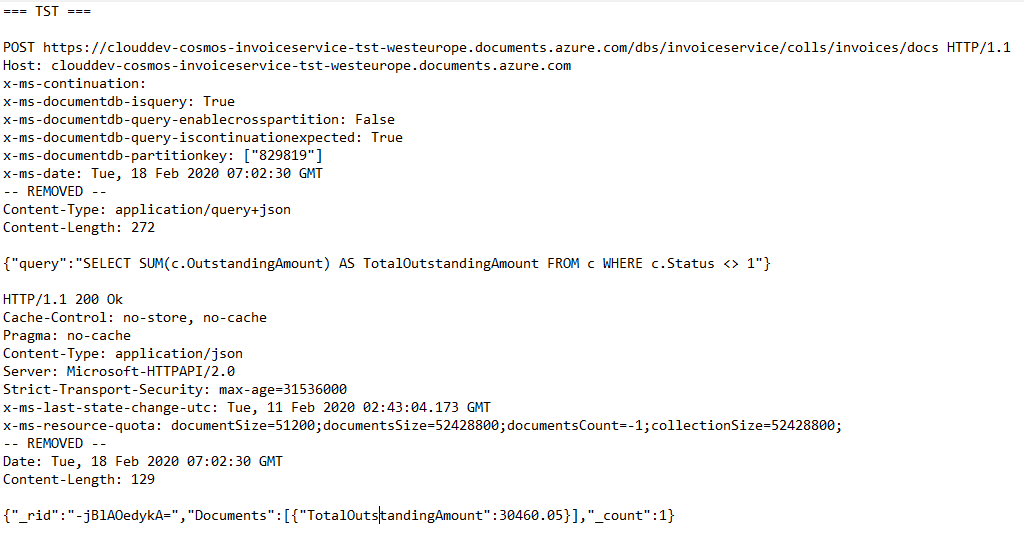 === TST ===
POST https://clouddev-cosmos-invoiceservice-tst-westeurope.documents.azure.com/dbs/invoiceservice/colls/invoices/docs HTTP/1.1
Host: clouddev-cosmos-invoiceservice-tst-westeurope.documents.azure.com
x-ms-continuation:
x-ms-documentdb-isquery: True
x-ms-documentdb-query-enablecrosspartition: False
x-ms-documentdb-query-iscontinuationexpected: True
x-ms-documentdb-partitionkey: ["829819"]
x-ms-date: Tue, 18 Feb 2020 07:02:30 GMT
-- REMOVED --
Content-Type: application/query+json
Content-Length: 272
{"query":"SELECT SUM(c.OutstandingAmount) AS TotalOutstandingAmount FROM c WHERE c.Status <> 1"}
HTTP/1.1 200 Ok
Cache-Control: no-store, no-cache
Pragma: no-cache
Content-Type: application/json
Server: Microsoft-HTTPAPI/2.0
Strict-Transport-Security: max-age=31536000
x-ms-last-state-change-utc: Tue, 11 Feb 2020 02:43:04.173 GMT
x-ms-resource-quota: documentSize=51200;documentsSize=52428800;documentsCount=-1;collectionSize=52428800;
-- REMOVED --
Date: Tue, 18 Feb 2020 07:02:30 GMT
Content-Length: 129
{"_rid":"-jBlAOedykA=","Documents":[{"TotalOutstandingAmount":30460.05}],"_count":1}